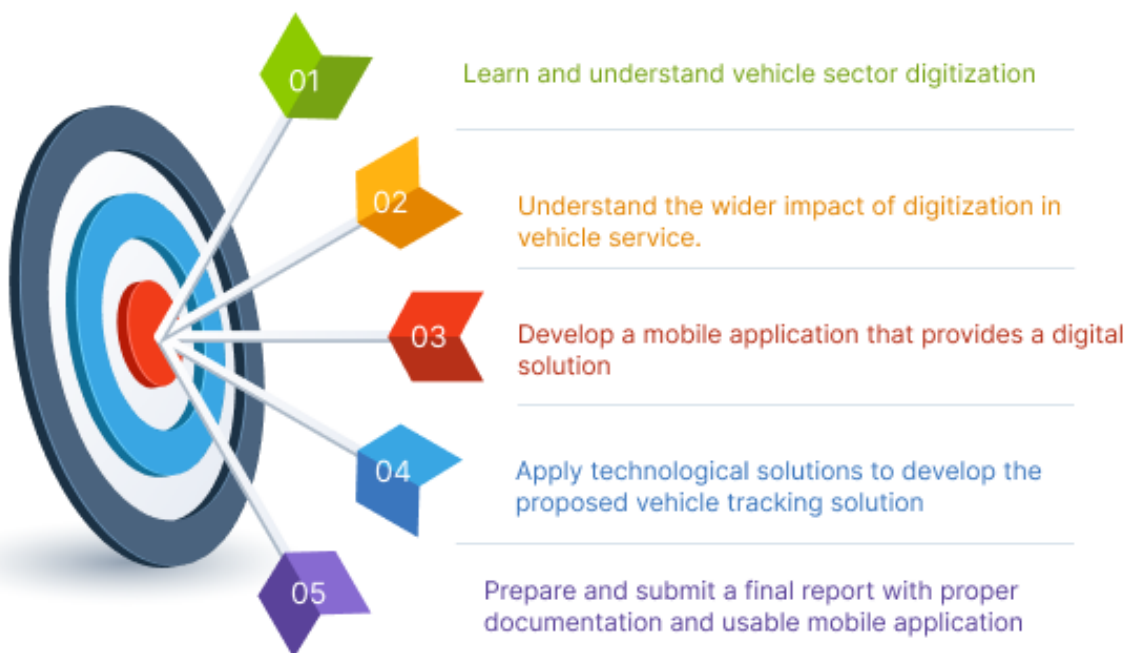 01
Learn and understand vehicle sector digitization
02
Understand the wider impact of digitization in
vehicle service.
03
Develop a mobile application that provides a digital
solution
04
Apply technological solutions to develop the
proposed vehicle tracking solution
05
Prepare and submit a final report with proper
documentation and usable mobile application